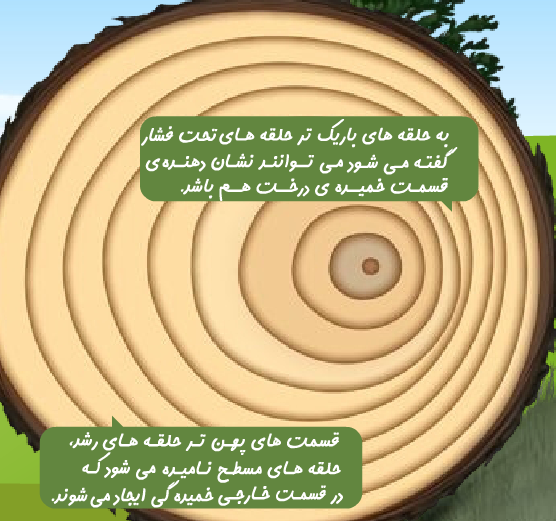 به حلقه های باریک تر حلقه های تحت فشار
گفته می شود می توانند نشان دهنده ی
قسمت خمیده ی درخت هم باشد.
قسمت های پهن تر حلقه های رشد،
حلقه های مسطح نامیده می شود که
در قسمت خارجی خمیده گی ایجاد می شوند.